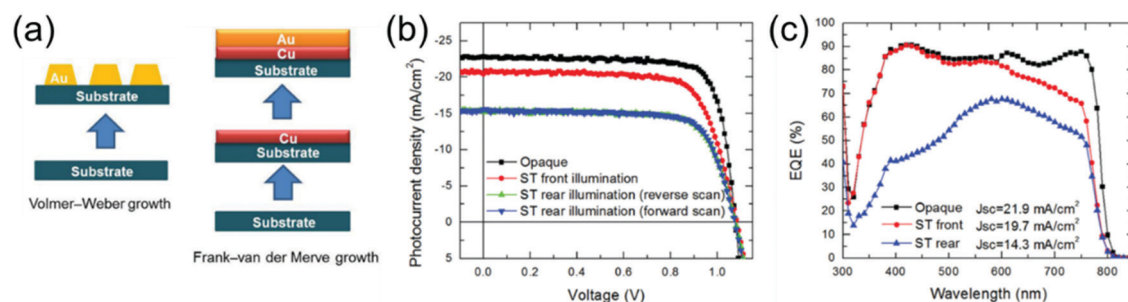 (a)
Au
Substrate
Substrate
Volmer–Weber growth
Au
Cu
Substrate
Cu
Substrate
Substrate
Frank–van der Merve growth
(b)
Photocurrent density (mA/cm²)
-25
-20
-15
-10
-5
0
5
Opaque
ST front illumination
ST rear illumination (reverse scan)
ST rear illumination (forward scan)
0.0 0.2 0.4 0.6 0.8 1.0
Voltage (V)
(c)
EQE (%)
100
90
80
70
60
50
40
30
20
10
0
Opaque Jsc=21.9 mA/cm²
ST front Jsc=19.7 mA/cm²
ST rear Jsc=14.3 mA/cm²
300 400 500 600 700 800
Wavelength (nm)